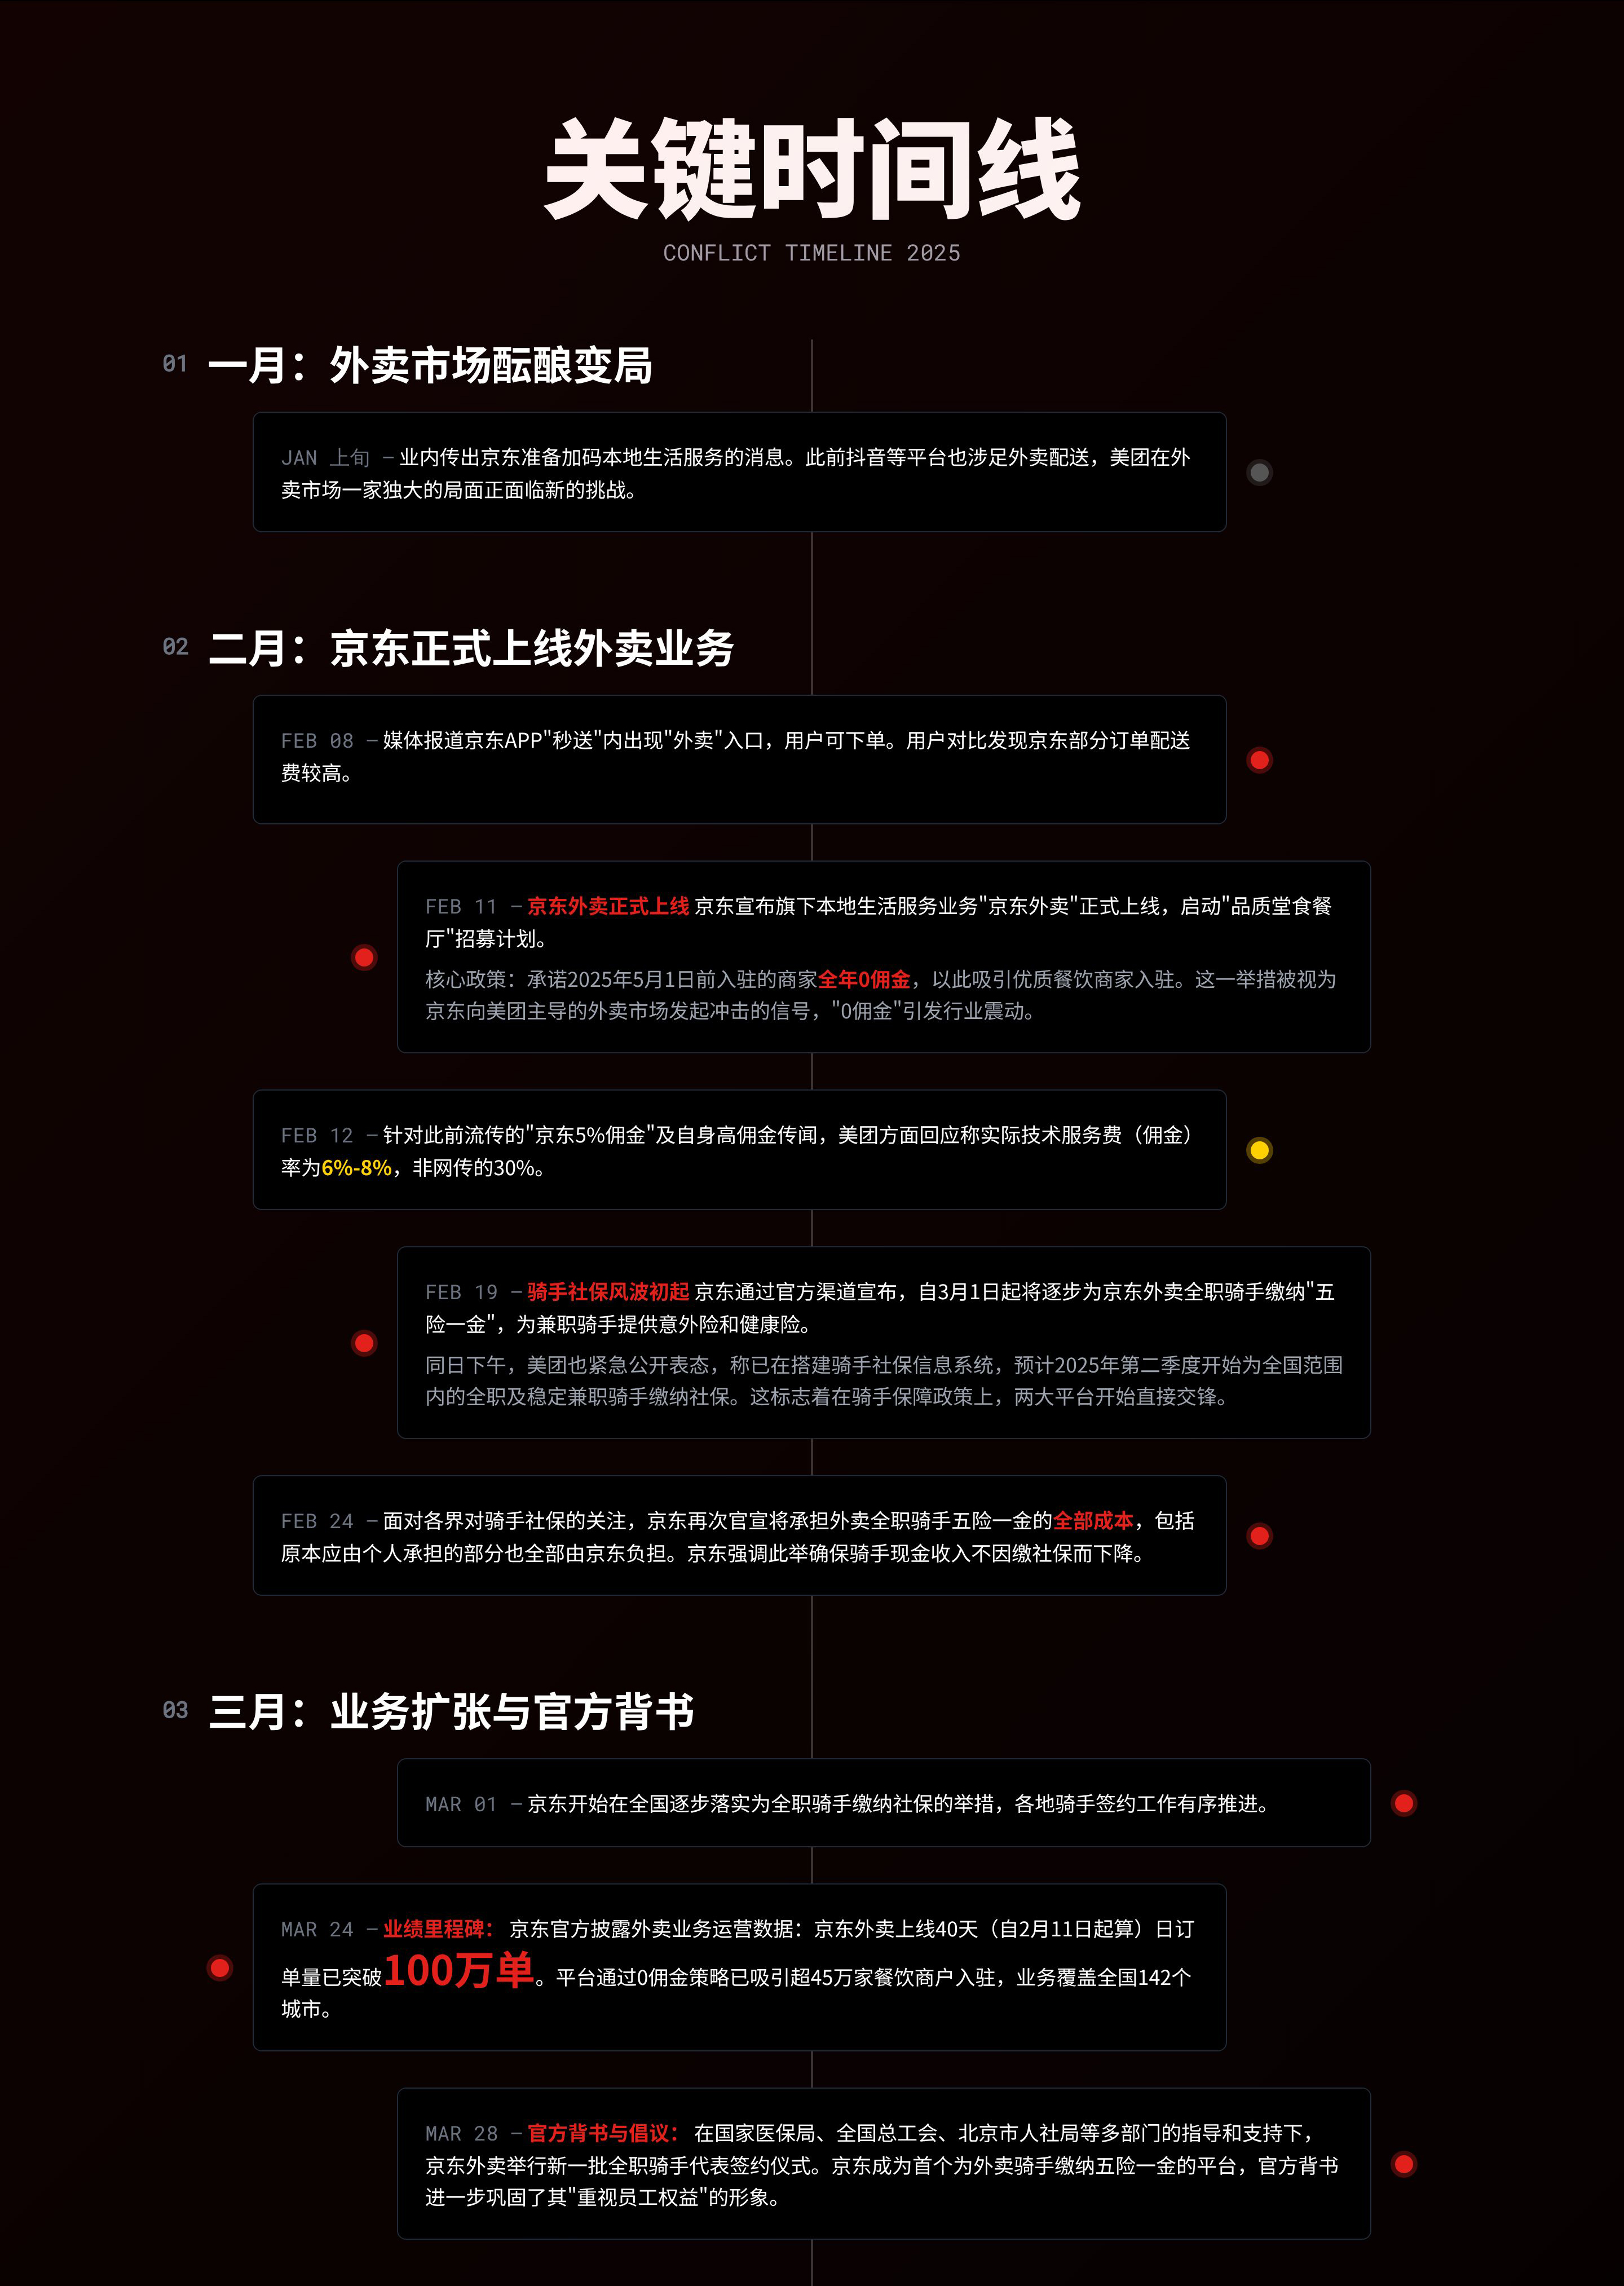 关键时间线
CONFLICT TIMELINE 2025
01 一月：外卖市场酝酿变局
JAN 上旬 — 业内传出京东准备加码本地生活服务的消息。此前抖音等平台也涉足外卖配送，美团在外
卖市场一家独大的局面正面临新的挑战。
02 二月：京东正式上线外卖业务
FEB 08 — 媒体报道京东APP"秒送"内出现"外卖"入口，用户可下单。用户对比发现京东部分订单配送
费较高。
FEB 11 — 京东外卖正式上线 京东宣布旗下本地生活服务业务"京东外卖"正式上线，启动"品质堂食餐
厅"招募计划。
核心政策：承诺2025年5月1日前入驻的商家全年0佣金，以此吸引优质餐饮商家入驻。这一举措被视为
京东向美团主导的外卖市场发起冲击的信号，"0佣金"引发行业震动。
FEB 12 — 针对此前流传的"京东5%佣金"及自身高佣金传闻，美团方面回应称实际技术服务费（佣金）
率为6%-8%，非网传的30%。
FEB 19 — 骑手社保风波初起 京东通过官方渠道宣布，自3月1日起将逐步为京东外卖全职骑手缴纳"五
险一金"，为兼职骑手提供意外险和健康险。
同日下午，美团也紧急公开表态，称已在搭建骑手社保信息系统，预计2025年第二季度开始为全国范围
内的全职及稳定兼职骑手缴纳社保。这标志着在骑手保障政策上，两大平台开始直接交锋。
FEB 24 — 面对各界对骑手社保的关注，京东再次官宣将承担外卖全职骑手五险一金的全部成本，包括
原本应由个人承担的部分也全部由京东负担。京东强调此举确保骑手现金收入不因缴社保而下降。
03 三月：业务扩张与官方背书
MAR 01 — 京东开始在全国逐步落实为全职骑手缴纳社保的举措，各地骑手签约工作有序推进。
MAR 24 — 业绩里程碑： 京东官方披露外卖业务运营数据：京东外卖上线40天（自2月11日起算）日订
单量已突破100万单。平台通过0佣金策略已吸引超45万家餐饮商户入驻，业务覆盖全国142个
城市。
MAR 28 — 官方背书与倡议： 在国家医保局、全国总工会、北京市人社局等多部门的指导和支持下，
京东外卖举行新一批全职骑手代表签约仪式。京东成为首个为外卖骑手缴纳五险一金的平台，官方背书
进一步巩固了其"重视员工权益"的形象。